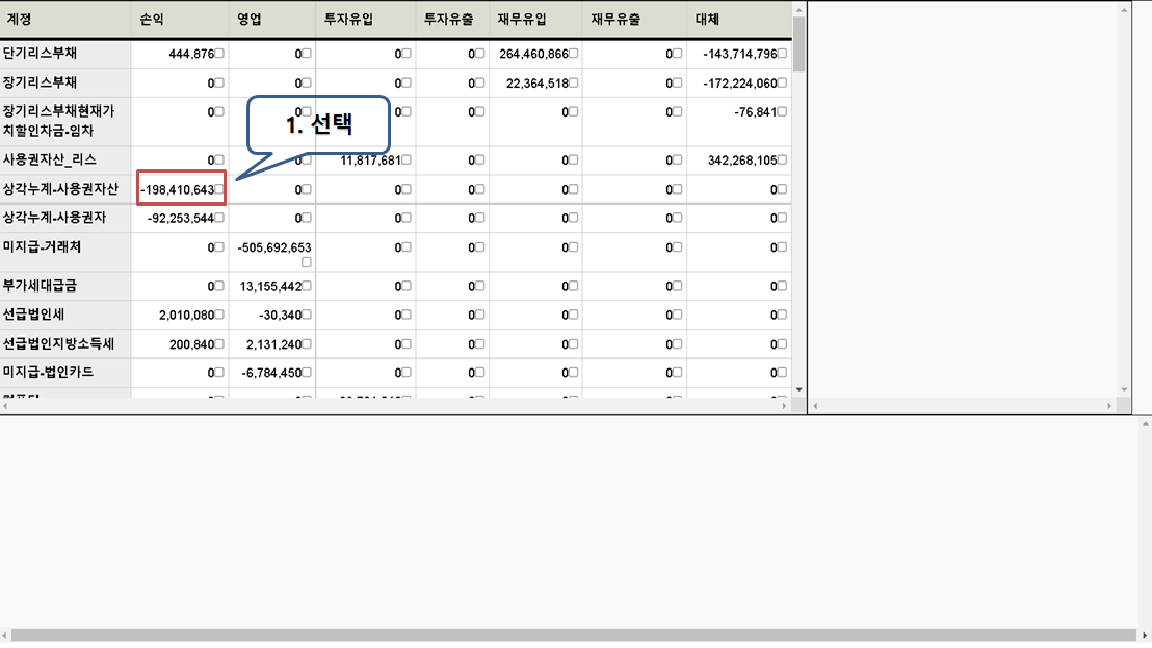 계정 손익 영업 투자유입 투자유출 재무유입 재무유출 대체
단기리스부채 444,876 0 0 0 264,460,866 0 -143,714,796
장기리스부채 0 0 0 0 22,364,518 0 -172,224,060
장기리스부채현재가
치할인차금-임차 0 0 0 0 0 0 -76,841
1. 선택
사용권자산_리스 0 0 11,817,681 0 0 0 342,268,105
상각누계-사용권자산 -198,410,643 0 0 0 0 0 0
상각누계-사용권자 -92,253,544 0 0 0 0 0 0
미지급-거래처 0 -505,692,653 0 0 0 0 0
부가세대급금 0 13,155,442 0 0 0 0 0
선급법인세 2,010,080 -30,340 0 0 0 0 0
선급법인지방소득세 200,840 2,131,240 0 0 0 0 0
미지급-법인카드 0 -6,784,450 0 0 0 0 0